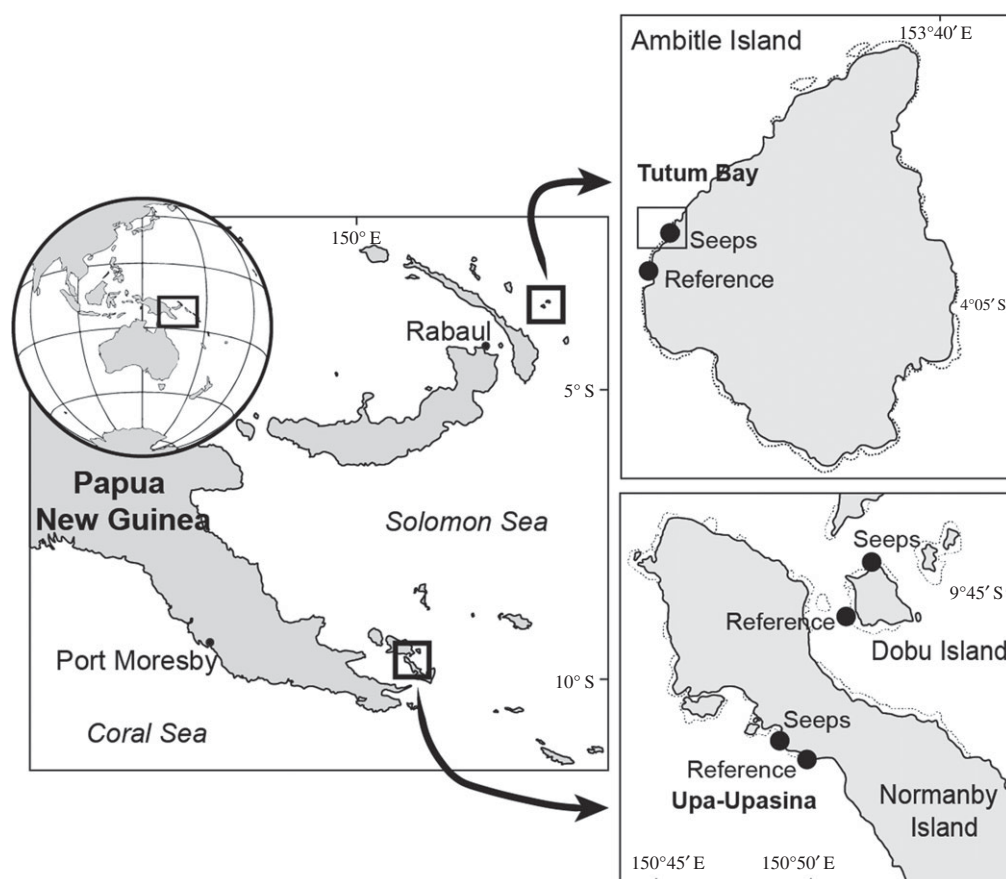 150° E
Rabaul
5° S
Papua
New Guinea
Solomon Sea
Port Moresby
10° S
Coral Sea
Ambitle Island
153°40′ E
Tutum Bay
Seeps
Reference
4°05′ S
Seeps
9°45′ S
Reference
Dobu Island
Seeps
Reference
Upa-Upasina
Normanby
Island
150°45′ E
150°50′ E